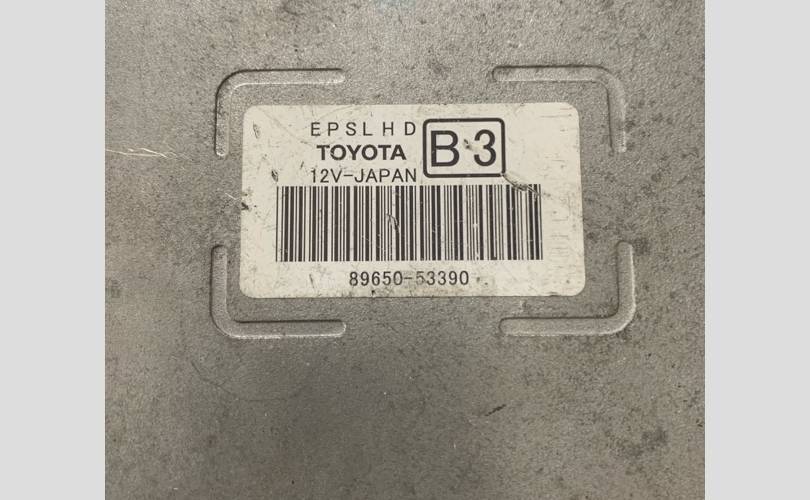 EPSLHD
TOYOTA B3
12V-JAPAN
89650-53390